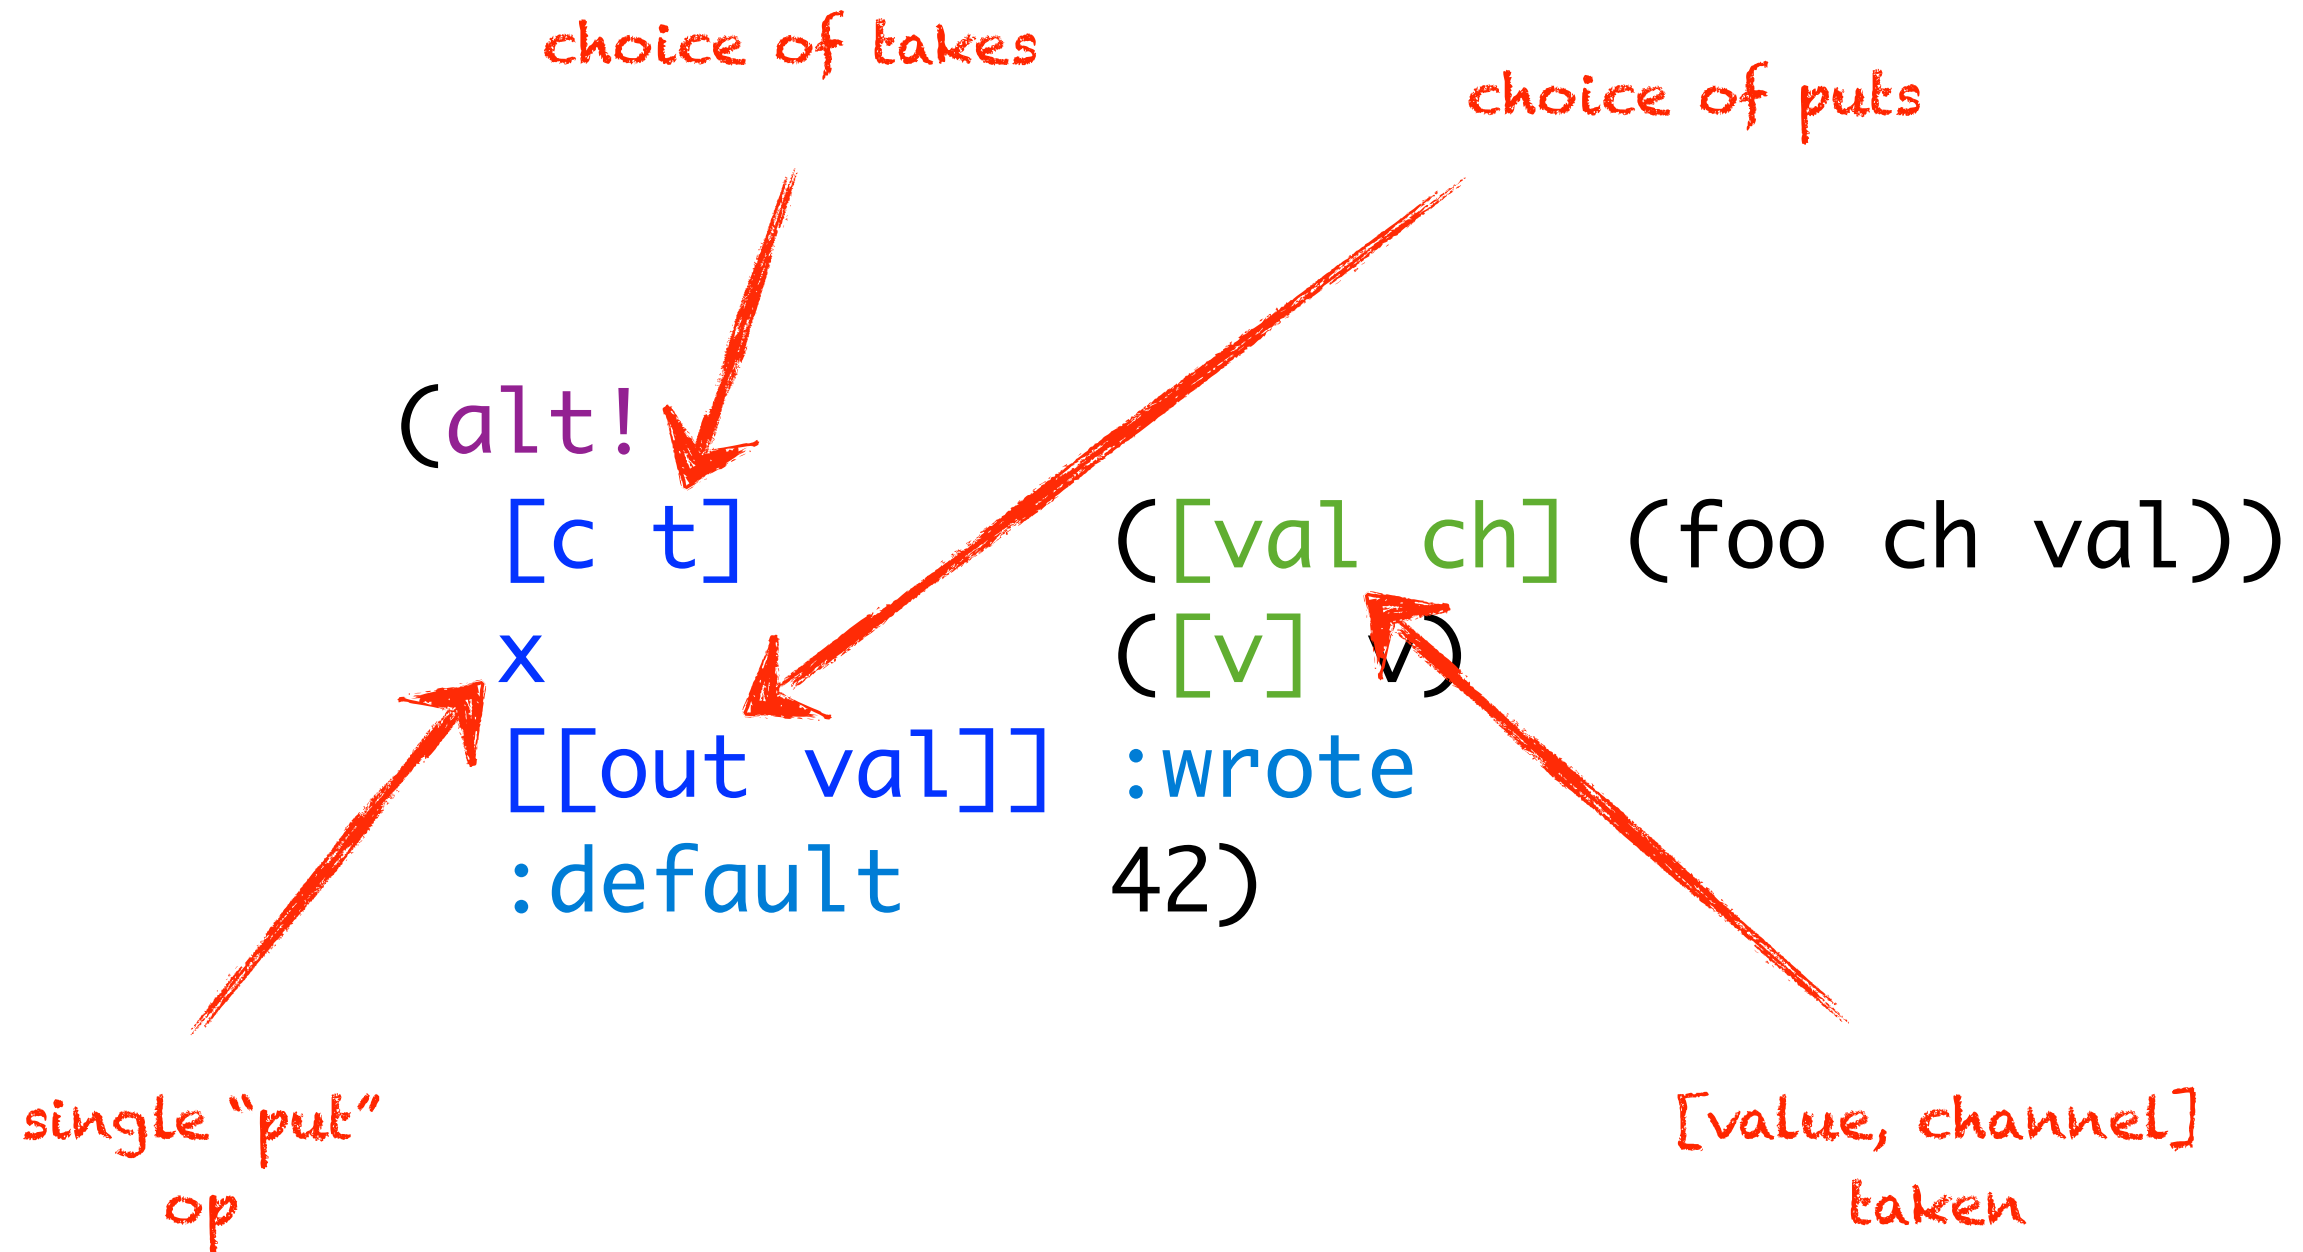 choice of takes
choice of puts
(alt!
[c t] ([val ch] (foo ch val))
x ([v] v)
[[out val]] :wrote
:default 42)
single “put”
op
[value, channel]
taken